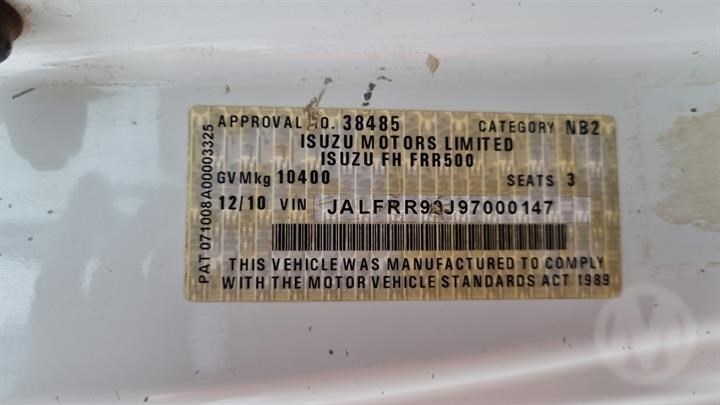 APPROVAL NO. 38485 CATEGORY NB2
ISUZU MOTORS LIMITED
ISUZU FH FRR500
GVMkg 10400 SEATS 3
12/10 VIN JALFRR90J97000147
THIS VEHICLE WAS MANUFACTURED TO COMPLY
WITH THE MOTOR VEHICLE STANDARDS ACT 1989
PAT 071008A00003325